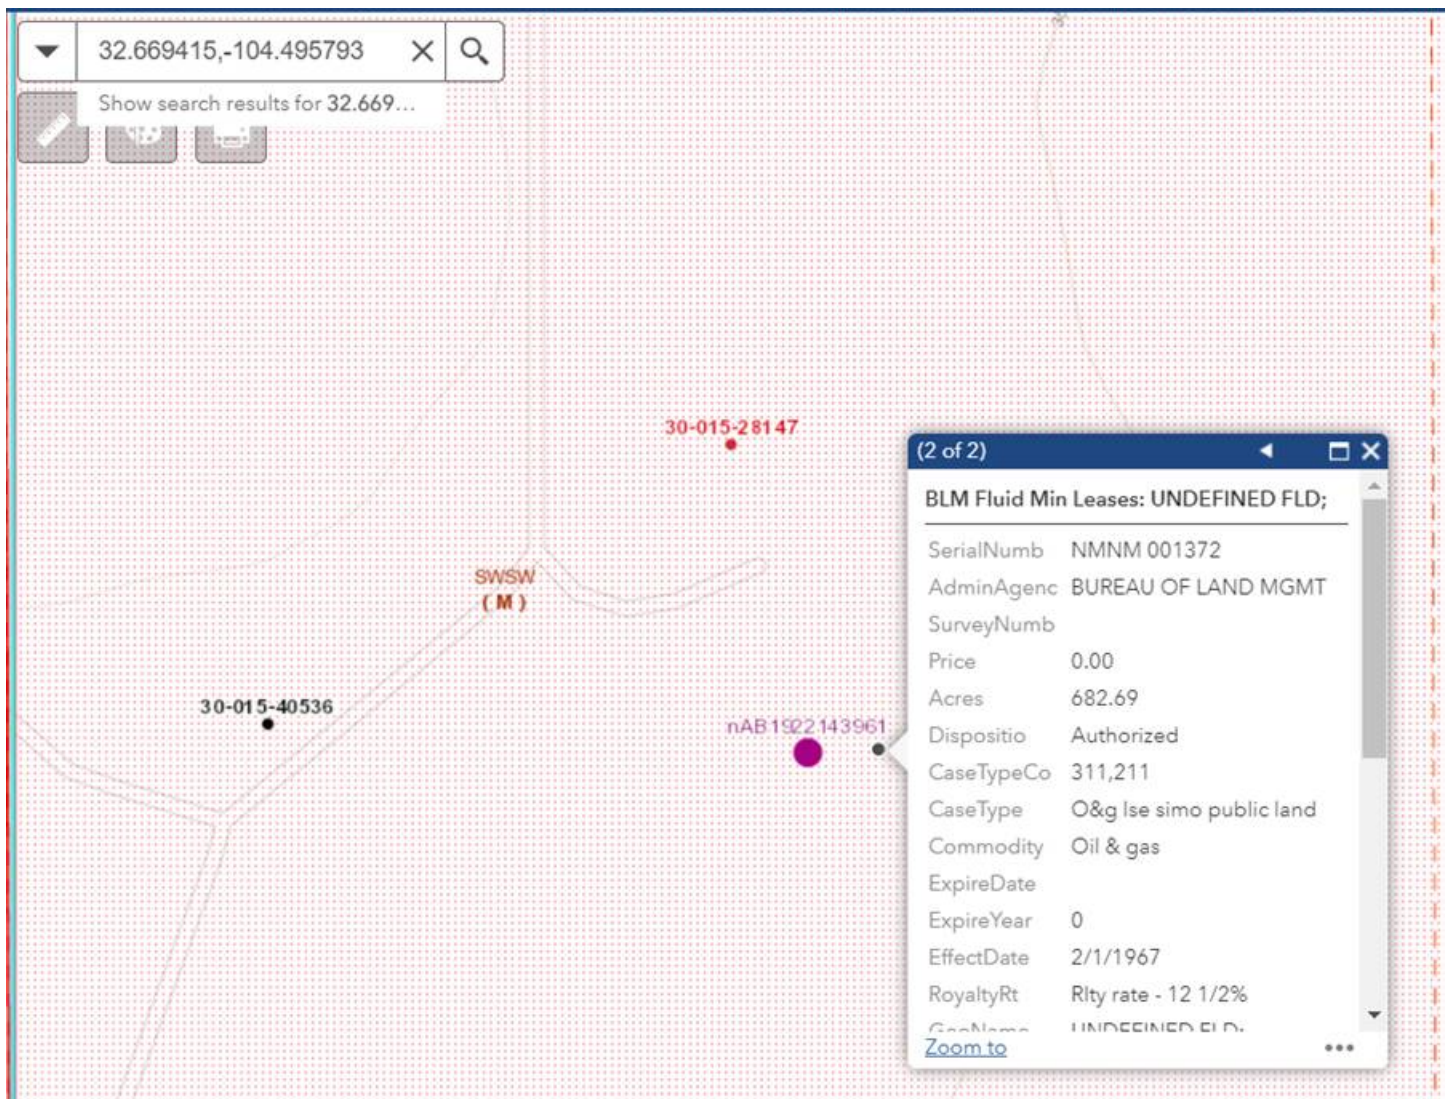 32.669415,-104.495793
Show search results for 32.669...
30-015-28147
SWSW
( M )
30-015-40536
nAB1922143961
(2 of 2)
BLM Fluid Min Leases: UNDEFINED FLD;
SerialNumb NMNM 001372
AdminAgenc BUREAU OF LAND MGMT
SurveyNumb
Price 0.00
Acres 682.69
Dispositio Authorized
CaseTypeCo 311,211
CaseType O&g lse simo public land
Commodity Oil & gas
ExpireDate
ExpireYear 0
EffectDate 2/1/1967
RoyaltyRt Rlty rate - 12 1/2%
GeoName UNDEFINED FLD;
Zoom to